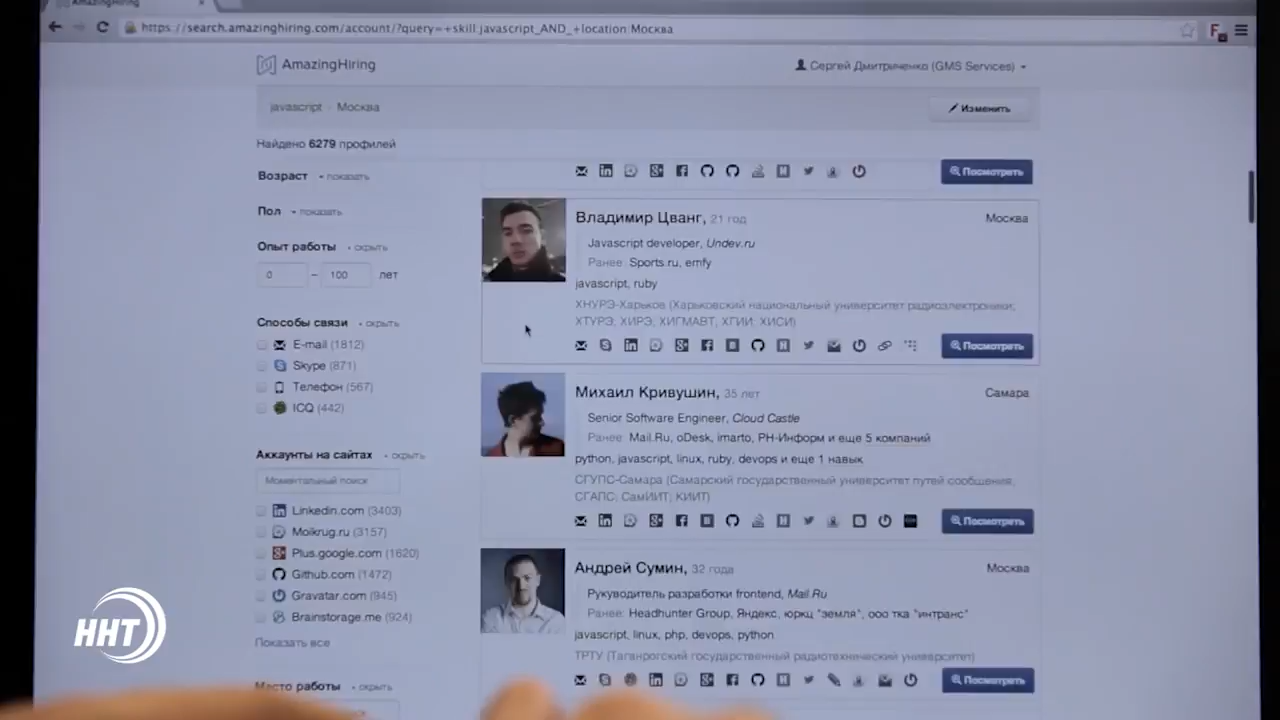 AmazingHiring
https://search.amazinghiring.com/account/?query=+skill:javascript_AND_+location:Москва
AmazingHiring
Сергей Дмитриченко (GMS Services)
javascript Москва
Изменить
Найдено 6279 профилей
Возраст показать
Пол показать
Опыт работы скрыть
0 – 100 лет
Способы связи скрыть
E-mail (1812)
Skype (871)
Телефон (567)
ICQ (442)
Аккаунты на сайтах скрыть
Моментальный поиск
Linkedin.com (3403)
Moikrug.ru (3157)
Plus.google.com (1620)
Github.com (1472)
Gravatar.com (945)
Brainstorage.me (924)
Показать все
Место работы скрыть
Посмотреть
Владимир Цванг, 21 год
Москва
Javascript developer, Undev.ru
Ранее: Sports.ru, emfy
javascript, ruby
ХНУРЭ-Харьков (Харьковский национальный университет радиоэлектроники;
ХТУРЭ; ХИРЭ; ХИГМАВТ; ХГИИ; ХИСИ)
Посмотреть
Михаил Кривушин, 35 лет
Самара
Senior Software Engineer, Cloud Castle
Ранее: Mail.Ru, oDesk, imarto, РН-Информ и еще 5 компаний
python, javascript, linux, ruby, devops и еще 1 навык
СГУПС-Самара (Самарский государственный университет путей сообщения;
СГАПС; СамИИТ; КИИТ)
Посмотреть
Андрей Сумин, 32 года
Москва
Руководитель разработки frontend, Mail.Ru
Ранее: Headhunter Group, Яндекс, юркц "земля", ооо тка "интранс"
javascript, linux, php, devops, python
ТРТУ (Таганрогский государственный радиотехнический университет)
Посмотреть
ННТ